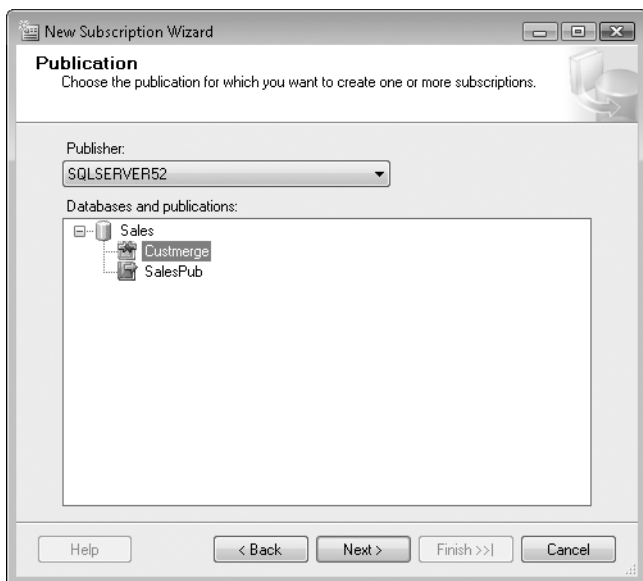 New Subscription Wizard
Publication
Choose the publication for which you want to create one or more subscriptions.
Publisher:
SQLSERVER52
Databases and publications:
Sales
Custmerge
SalesPub
Help
< Back
Next >
Finish >>|
Cancel